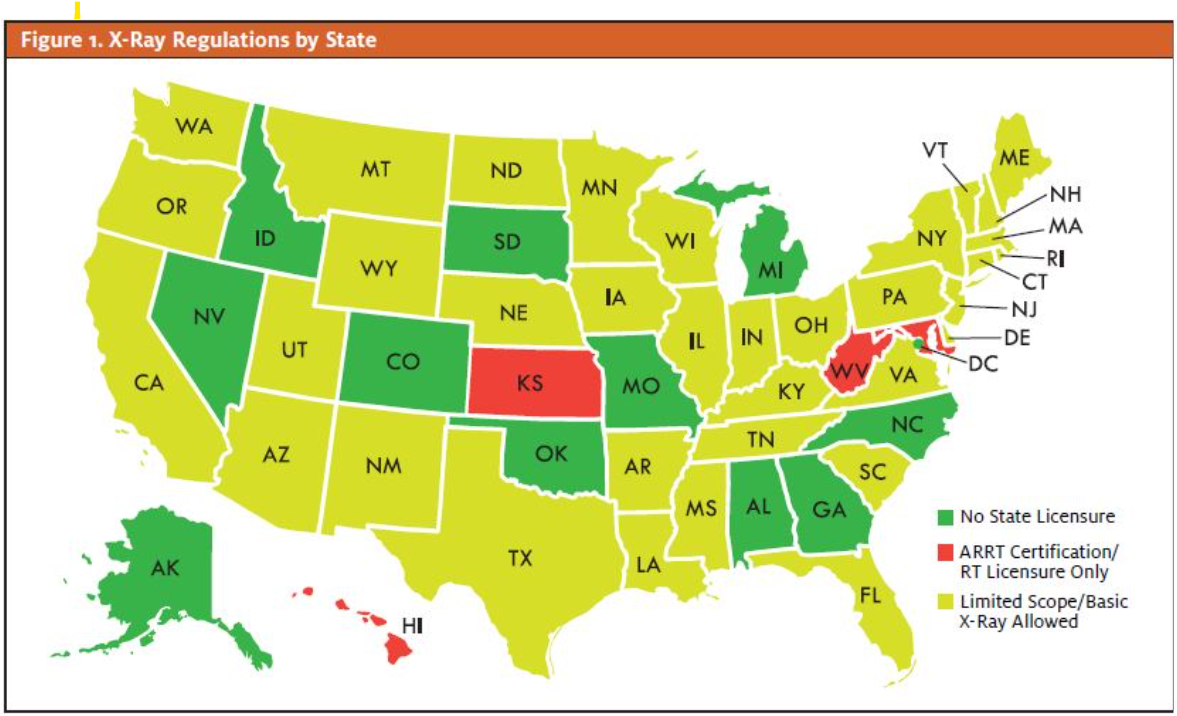 Figure 1. X-Ray Regulations by State
WA
MT
ND
MN
VT
ME
OR
ID
SD
WI
MI
NY
NH
MA
RI
CT
WY
IA
PA
NJ
NV
NE
IL
IN
OH
DE
DC
UT
CO
KS
MO
WV
VA
CA
KY
NC
AZ
NM
OK
AR
TN
SC
MS
AL
GA
TX
LA
FL
AK
HI
No State Licensure
ARRT Certification/
RT Licensure Only
Limited Scope/Basic
X-Ray Allowed